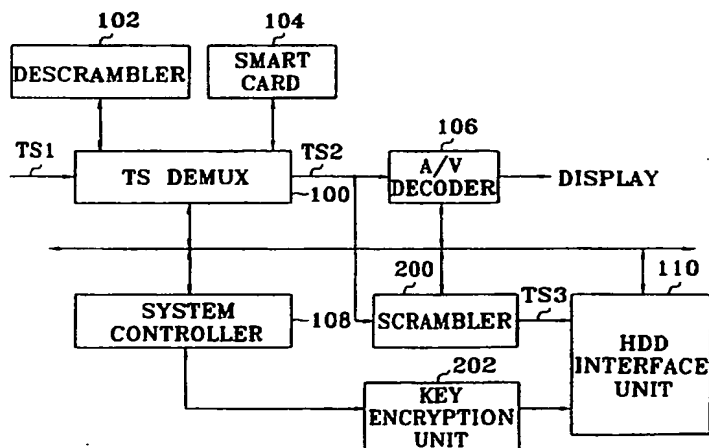 102
104
DESCRAMBLER
SMART
CARD
TS1
TS DEMUX
TS2
100
106
A/V
DECODER
DISPLAY
200
110
SYSTEM
CONTROLLER
108
SCRAMBLER
TS3
HDD
INTERFACE
UNIT
202
KEY
ENCRYPTION
UNIT